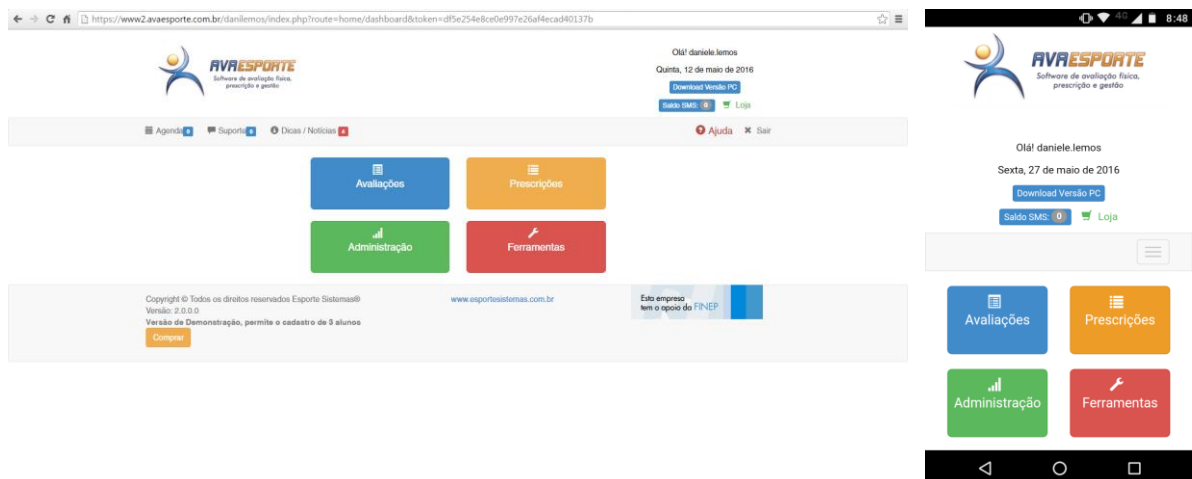 https://www2.avaesporte.com.br/danilemos/index.php?route=home/dashboard&token=df5e254e8ce0e997e26af4ecad40137b
AVAESPORTE
Software de avaliação física,
prescrição e gestão
Olá! daniele.lemos
Quinta, 12 de maio de 2016
Download Versão PC
Saldo SMS: 0 Loja
Agenda 0 Suporte 0 Dicas / Notícias 4 Ajuda Sair
Avaliações Prescrições
Administração Ferramentas
Copyright © Todos os direitos reservados Esporte Sistemas®
Versão: 2.0.0.0
Versão de Demonstração, permite o cadastro de 3 alunos
Comprar
www.esportesistemas.com.br
Esta empresa
tem o apoio da FINEP
4G 8:48
AVAESPORTE
Software de avaliação física,
prescrição e gestão
Olá! daniele.lemos
Sexta, 27 de maio de 2016
Download Versão PC
Saldo SMS: 0 Loja
Avaliações Prescrições
Administração Ferramentas